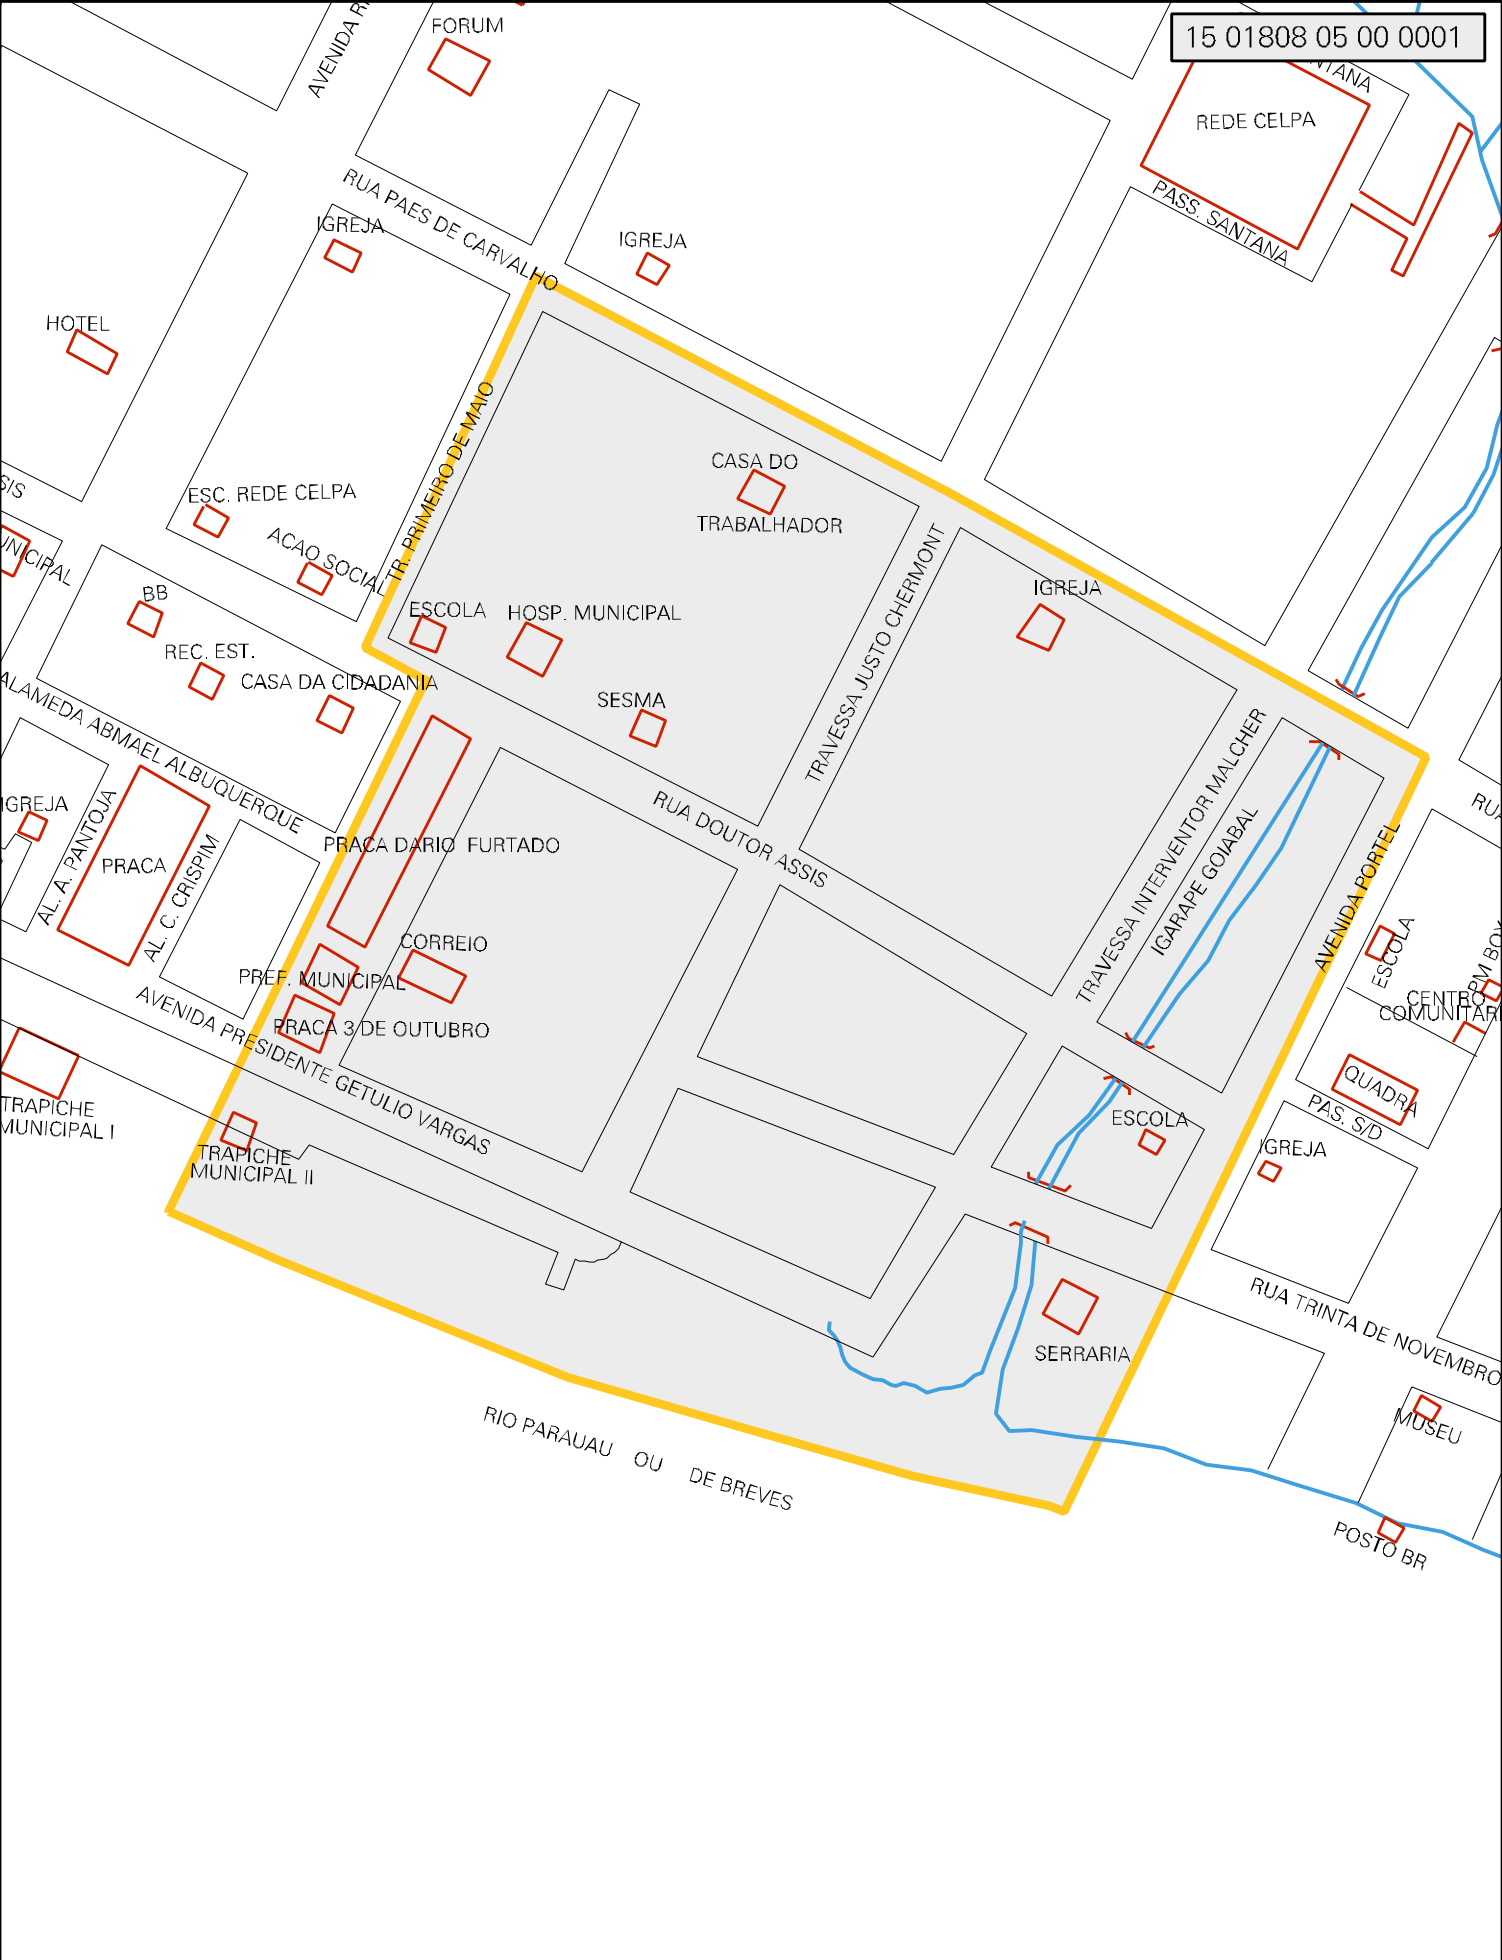 FORUM
AVENIDA
15 01808 05 00 0001
REDE CELPA
PASS. SANTANA
RUA PAES DE CARVALHO
IGREJA
IGREJA
HOTEL
TR. PRIMEIRO DE MAIO
CASA DO
TRABALHADOR
ESC. REDE CELPA
ACAO SOCIAL
TRAVESSA JUSTO CHERMONT
IGREJA
BB
ESCOLA
HOSP. MUNICIPAL
REC. EST.
CASA DA CIDADANIA
SESMA
ALAMEDA ABMAEL ALBUQUERQUE
TRAVESSA INTERVENTOR MALCHER
IGARAPE GOIABAL
AVENIDA PORTEL
IGREJA
AL. A. PANTOJA
PRACA
AL. C. CRISPIM
PRACA DARIO FURTADO
RUA DOUTOR ASSIS
RUA
CORREIO
PREF. MUNICIPAL
PRACA 3 DE OUTUBRO
AVENIDA PRESIDENTE GETULIO VARGAS
ESCOLA
PM BOX
CENTRO
COMUNITARI
QUADRA
PAS. S/D
ESCOLA
IGREJA
TRAPICHE
MUNICIPAL I
TRAPICHE
MUNICIPAL II
RUA TRINTA DE NOVEMBRO
SERRARIA
RIO PARAUAU OU DE BREVES
MUSEU
POSTO BR